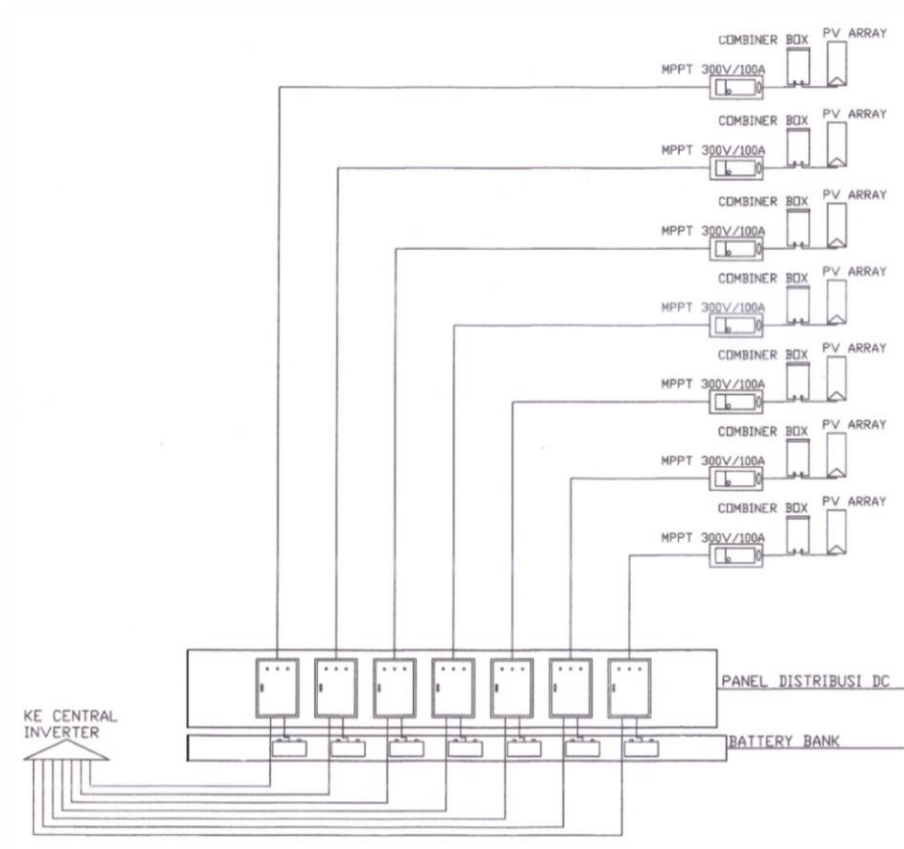 COMBINER BOX PV ARRAY
MPPT 300V/100A
COMBINER BOX PV ARRAY
MPPT 300V/100A
COMBINER BOX PV ARRAY
MPPT 300V/100A
COMBINER BOX PV ARRAY
MPPT 300V/100A
COMBINER BOX PV ARRAY
MPPT 300V/100A
COMBINER BOX PV ARRAY
MPPT 300V/100A
COMBINER BOX PV ARRAY
MPPT 300V/100A
PANEL DISTRIBUSI DC
KE CENTRAL
INVERTER
BATTERY BANK